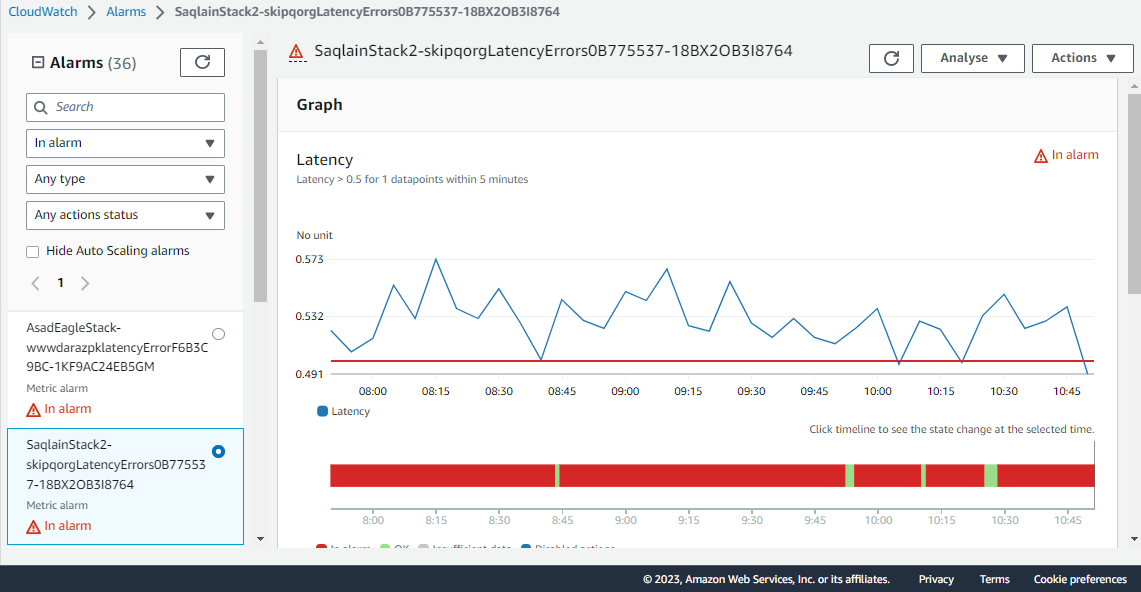 CloudWatch > Alarms > SaqlainStack2-skipqorgLatencyErrors0B775537-18BX2OB3I8764
Alarms (36)
Search
In alarm
Any type
Any actions status
Hide Auto Scaling alarms
1
AsadEagleStack-
wwwdarazpklatencyErrorF6B3C
9BC-1KF9AC24EB5GM
Metric alarm
In alarm
SaqlainStack2-
skipqorgLatencyErrors0B77553
7-18BX2OB3I8764
Metric alarm
In alarm
SaqlainStack2-skipqorgLatencyErrors0B775537-18BX2OB3I8764
Analyse
Actions
Graph
Latency
In alarm
Latency > 0.5 for 1 datapoints within 5 minutes
No unit
0.573
0.532
0.491
08:00 08:15 08:30 08:45 09:00 09:15 09:30 09:45 10:00 10:15 10:30 10:45
Latency
Click timeline to see the state change at the selected time.
8:00 8:15 8:30 8:45 9:00 9:15 9:30 9:45 10:00 10:15 10:30 10:45
In alarm OK Insufficient data Disabled actions
© 2023, Amazon Web Services, Inc. or its affiliates. Privacy Terms Cookie preferences